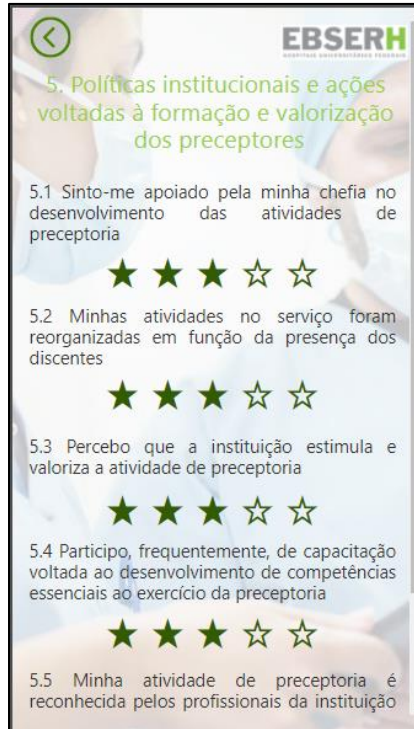 EBSERH
HOSPITAIS UNIVERSITÁRIOS FEDERAIS
5. Políticas institucionais e ações
voltadas à formação e valorização
dos preceptores
5.1 Sinto-me apoiado pela minha chefia no
desenvolvimento das atividades de
preceptoria
5.2 Minhas atividades no serviço foram
reorganizadas em função da presença dos
discentes
5.3 Percebo que a instituição estimula e
valoriza a atividade de preceptoria
5.4 Participo, frequentemente, de capacitação
voltada ao desenvolvimento de competências
essenciais ao exercício da preceptoria
5.5 Minha atividade de preceptoria é
reconhecida pelos profissionais da instituição